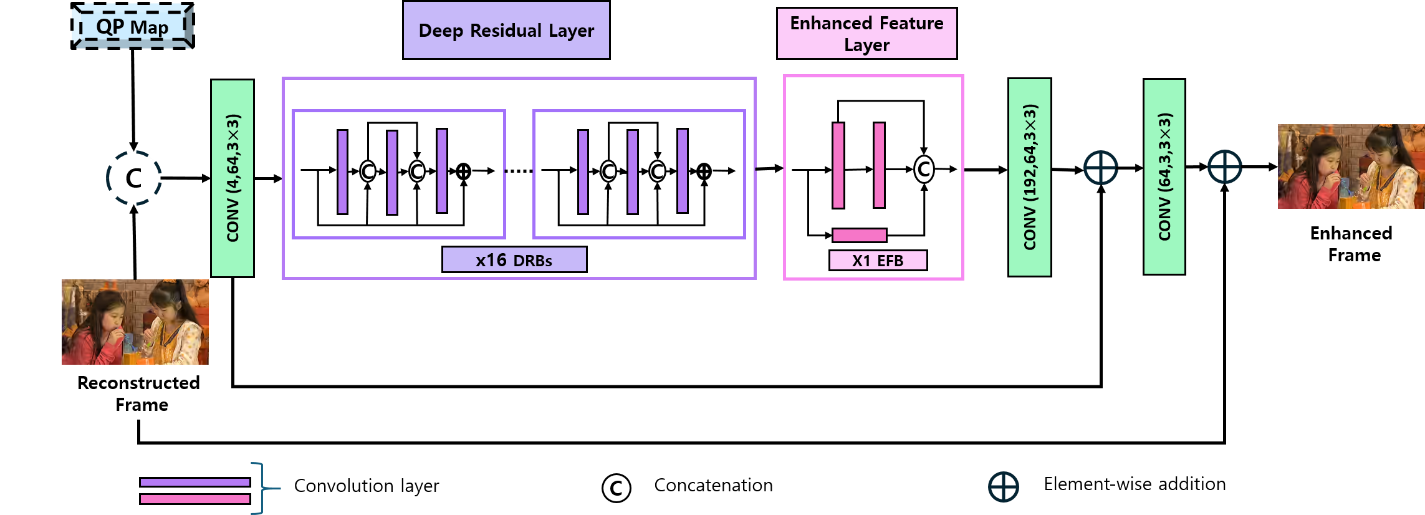 QP Map
Deep Residual Layer
Enhanced Feature
Layer
C
CONV (4,64,3×3)
C
C
C
C
x16 DRBs
C
X1 EFB
CONV (192,64,3×3)
CONV (64,3,3×3)
Enhanced
Frame
Reconstructed
Frame
Convolution layer
C
Concatenation
Element-wise addition